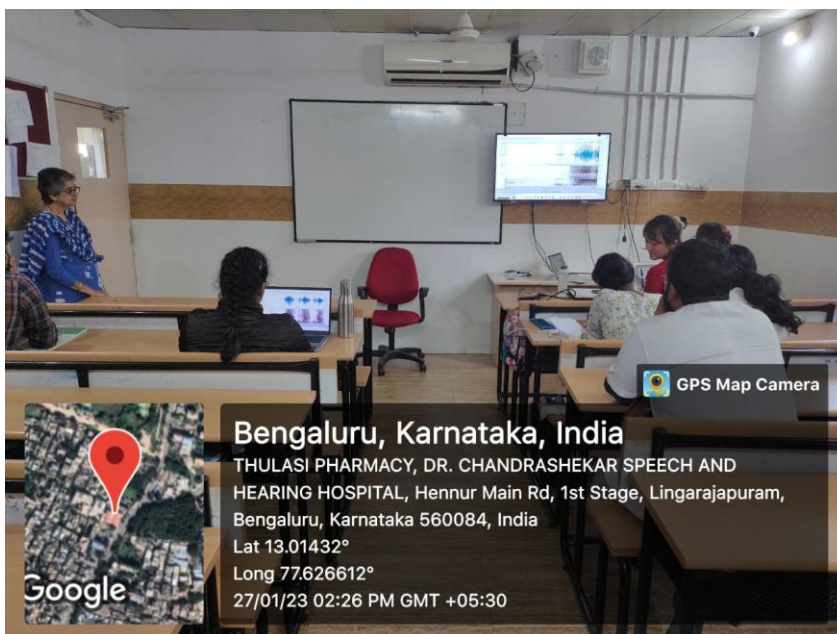 GPS Map Camera
Bengaluru, Karnataka, India
THULASI PHARMACY, DR. CHANDRASHEKAR SPEECH AND
HEARING HOSPITAL, Hennur Main Rd, 1st Stage, Lingarajapuram,
Bengaluru, Karnataka 560084, India
Lat 13.01432°
Long 77.626612°
27/01/23 02:26 PM GMT +05:30
Google